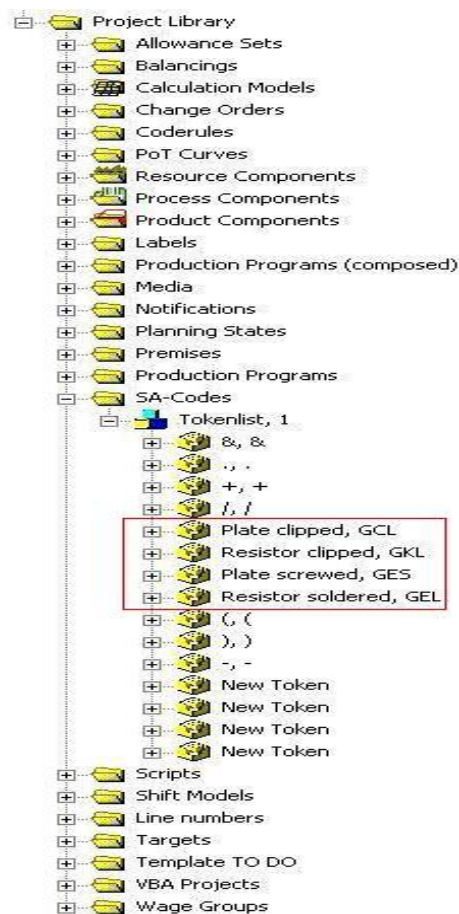 Project Library
Allowance Sets
Balancings
Calculation Models
Change Orders
Coderules
PoT Curves
Resource Components
Process Components
Product Components
Labels
Production Programs (composed)
Media
Notifications
Planning States
Premises
Production Programs
SA-Codes
Tokenlist, 1
&, &
., .
+, +
/, /
Plate clipped, GCL
Resistor clipped, GKL
Plate screwed, GES
Resistor soldered, GEL
(, (
), )
-, -
New Token
New Token
New Token
New Token
Scripts
Shift Models
Line numbers
Targets
Template TO DO
VBA Projects
Wage Groups